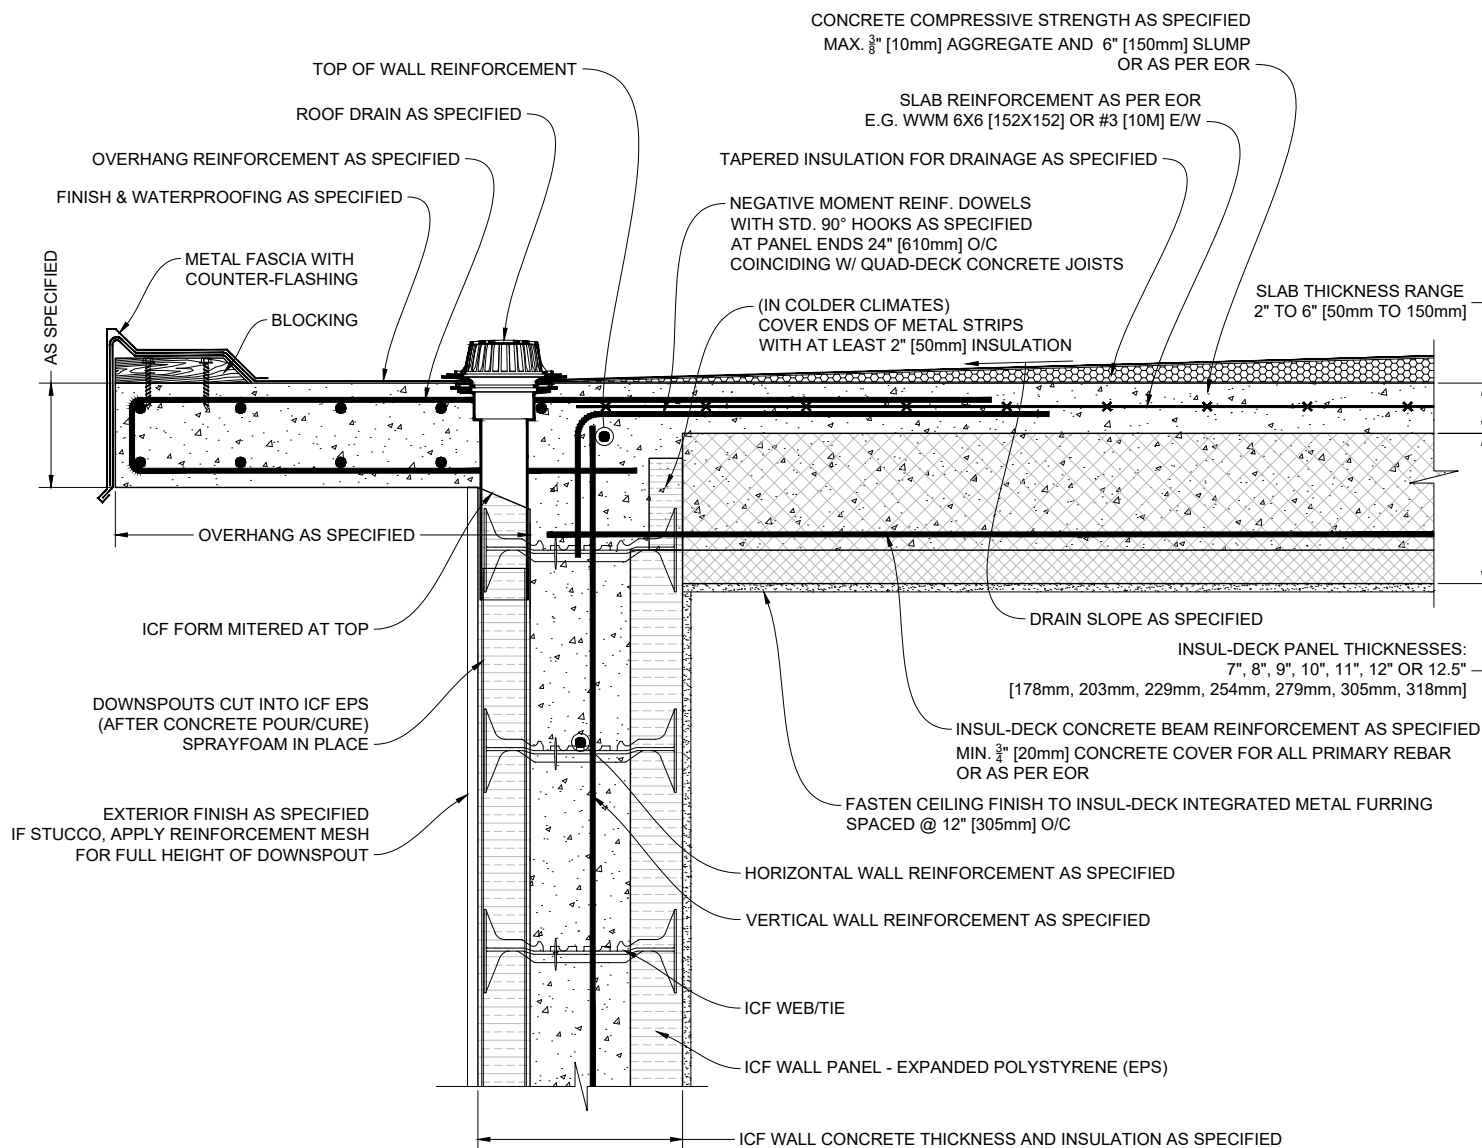 CONCRETE COMPRESSIVE STRENGTH AS SPECIFIED
MAX. 3/8" [10mm] AGGREGATE AND 6" [150mm] SLUMP
OR AS PER EOR
TOP OF WALL REINFORCEMENT
SLAB REINFORCEMENT AS PER EOR
E.G. WWM 6X6 [152X152] OR #3 [10M] E/W
ROOF DRAIN AS SPECIFIED
OVERHANG REINFORCEMENT AS SPECIFIED
TAPERED INSULATION FOR DRAINAGE AS SPECIFIED
FINISH & WATERPROOFING AS SPECIFIED
NEGATIVE MOMENT REINF. DOWELS
WITH STD. 90° HOOKS AS SPECIFIED
AT PANEL ENDS 24" [610mm] O/C
COINCIDING W/ QUAD-DECK CONCRETE JOISTS
METAL FASCIA WITH
COUNTER-FLASHING
AS SPECIFIED
SLAB THICKNESS RANGE
2" TO 6" [50mm TO 150mm]
(IN COLDER CLIMATES)
COVER ENDS OF METAL STRIPS
WITH AT LEAST 2" [50mm] INSULATION
BLOCKING
OVERHANG AS SPECIFIED
ICF FORM MITERED AT TOP
DRAIN SLOPE AS SPECIFIED
INSUL-DECK PANEL THICKNESSES:
7", 8", 9", 10", 11", 12" OR 12.5"
[178mm, 203mm, 229mm, 254mm, 279mm, 305mm, 318mm]
DOWNSPOUTS CUT INTO ICF EPS
(AFTER CONCRETE POUR/CURE)
SPRAYFOAM IN PLACE
INSUL-DECK CONCRETE BEAM REINFORCEMENT AS SPECIFIED
MIN. 3/4" [20mm] CONCRETE COVER FOR ALL PRIMARY REBAR
OR AS PER EOR
EXTERIOR FINISH AS SPECIFIED
IF STUCCO, APPLY REINFORCEMENT MESH
FOR FULL HEIGHT OF DOWNSPOUT
FASTEN CEILING FINISH TO INSUL-DECK INTEGRATED METAL FURRING
SPACED @ 12" [305mm] O/C
HORIZONTAL WALL REINFORCEMENT AS SPECIFIED
VERTICAL WALL REINFORCEMENT AS SPECIFIED
ICF WEB/TIE
ICF WALL PANEL - EXPANDED POLYSTYRENE (EPS)
ICF WALL CONCRETE THICKNESS AND INSULATION AS SPECIFIED